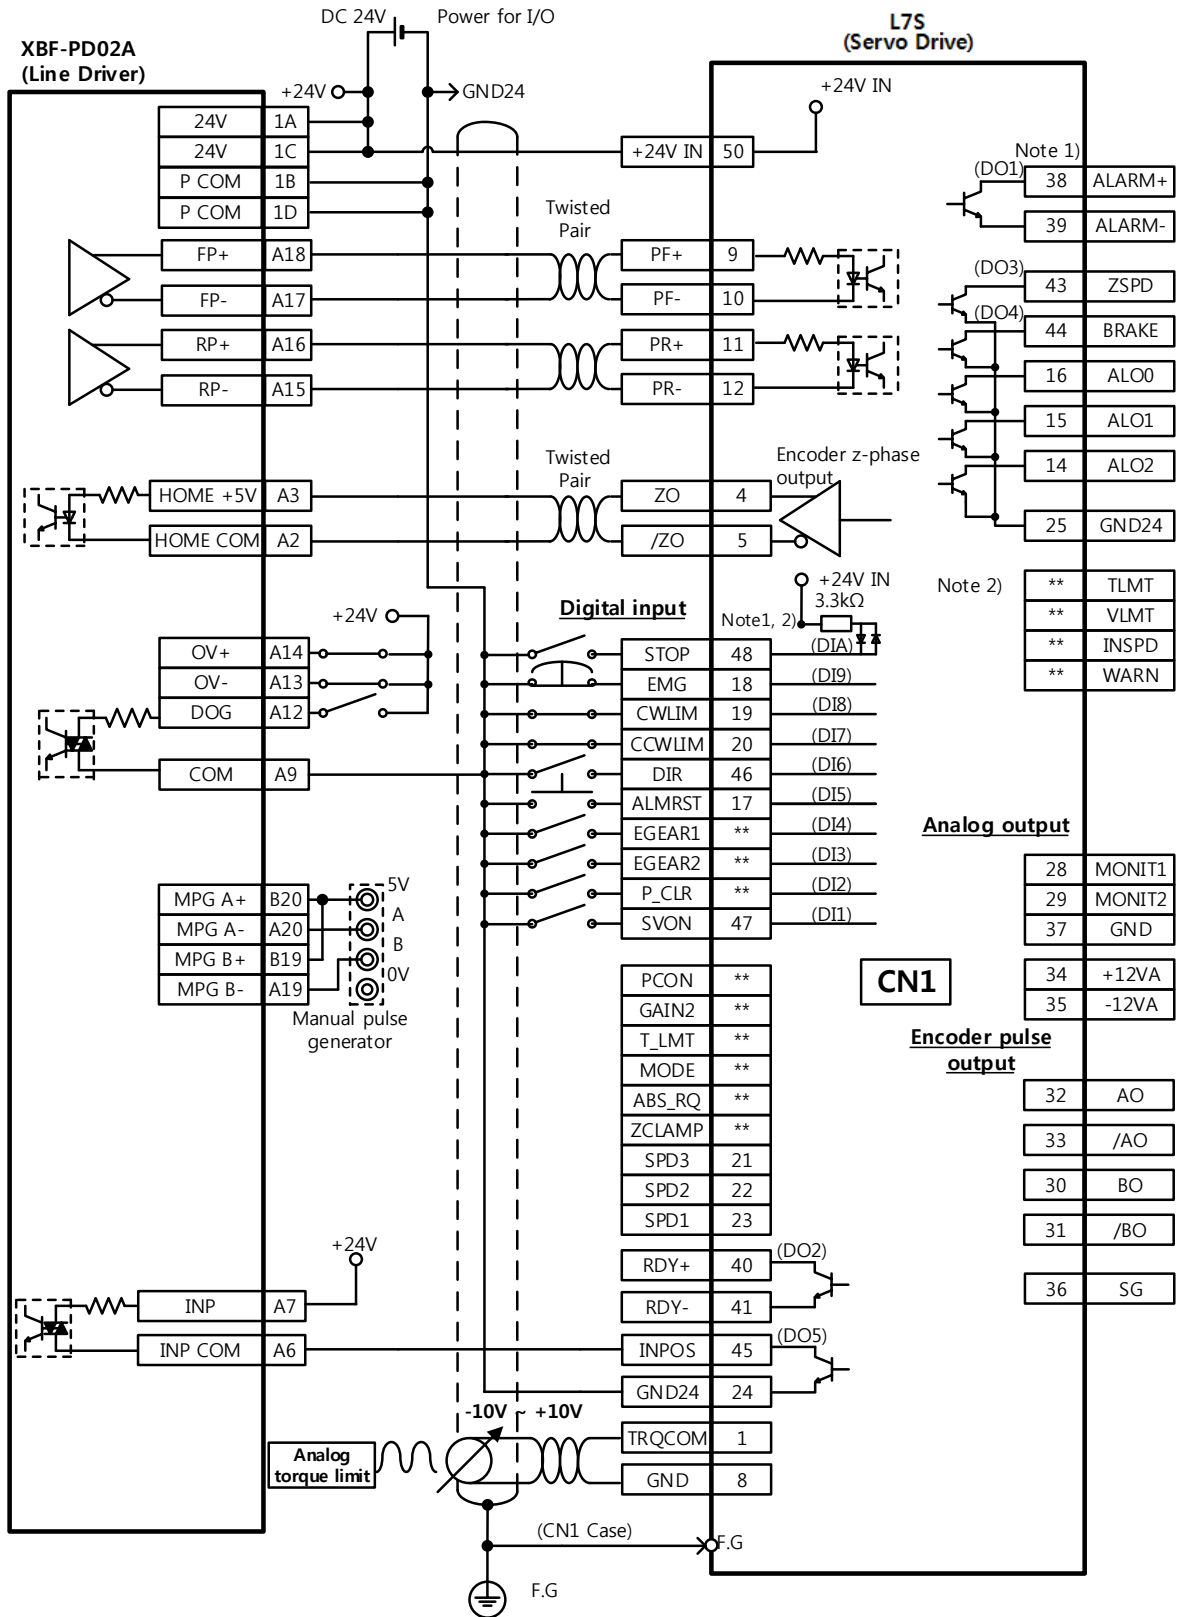 DC 24V
Power for I/O
L7S
(Servo Drive)
XBF-PD02A
(Line Driver)
+24V
GND24
+24V IN
24V 1A
24V 1C
P COM 1B
P COM 1D
+24V IN 50
Note 1)
(DO1)
38 ALARM+
39 ALARM-
Twisted
Pair
FP+ A18
FP- A17
RP+ A16
RP- A15
PF+ 9
PF- 10
PR+ 11
PR- 12
(DO3)
43 ZSPD
(DO4)
44 BRAKE
16 ALO0
15 ALO1
14 ALO2
25 GND24
Twisted
Pair
Encoder z-phase
output
HOME +5V A3
HOME COM A2
ZO 4
/ZO 5
+24V IN
3.3kΩ
Note 2)
** TLMT
** VLMT
** INSPD
** WARN
+24V
Digital input
Note1, 2)
OV+ A14
OV- A13
DOG A12
COM A9
STOP 48 (DIA)
EMG 18 (DI9)
CWLIM 19 (DI8)
CCWLIM 20 (DI7)
DIR 46 (DI6)
ALMRST 17 (DI5)
EGEAR1 ** (DI4)
EGEAR2 ** (DI3)
P_CLR ** (DI2)
SVON 47 (DI1)
Analog output
28 MONIT1
29 MONIT2
37 GND
34 +12VA
35 -12VA
MPG A+ B20
MPG A- A20
MPG B+ B19
MPG B- A19
5V
A
B
0V
Manual pulse
generator
CN1
PCON **
GAIN2 **
T_LMT **
MODE **
ABS_RQ **
ZCLAMP **
SPD3 21
SPD2 22
SPD1 23
Encoder pulse
output
32 AO
33 /AO
30 BO
31 /BO
36 SG
+24V
INP A7
INP COM A6
RDY+ 40 (DO2)
RDY- 41
INPOS 45 (DO5)
GND24 24
-10V ~ +10V
Analog
torque limit
TRQCOM 1
GND 8
(CN1 Case)
F.G
F.G